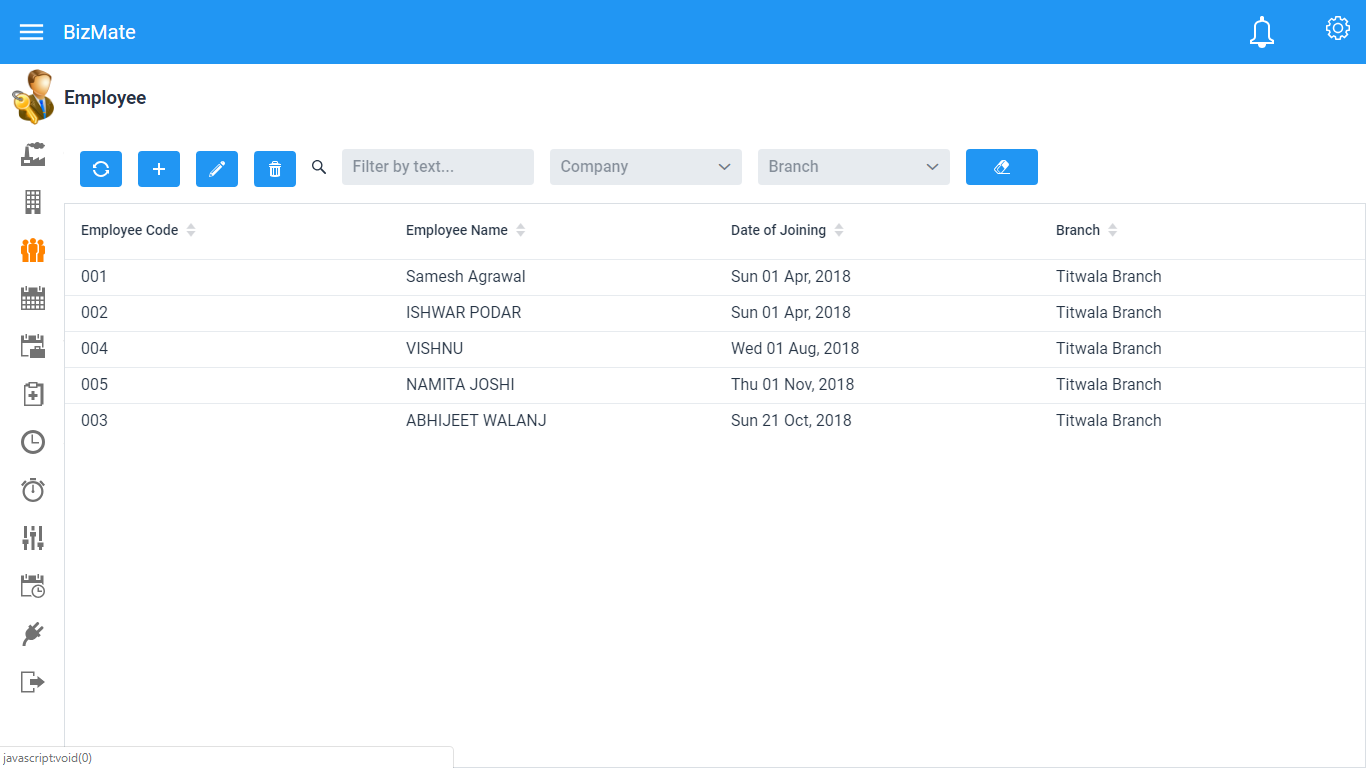 BizMate
Employee
Filter by text... Company Branch
Employee Code Employee Name Date of Joining Branch
001 Samesh Agrawal Sun 01 Apr, 2018 Titwala Branch
002 ISHWAR PODAR Sun 01 Apr, 2018 Titwala Branch
004 VISHNU Wed 01 Aug, 2018 Titwala Branch
005 NAMITA JOSHI Thu 01 Nov, 2018 Titwala Branch
003 ABHIJEET WALANJ Sun 21 Oct, 2018 Titwala Branch
javascript:void(0)